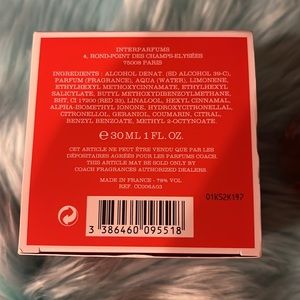 INTERPARFUMS
4, ROND-POINT DES CHAMPS-ELYSÉES
75008 PARIS
INGREDIENTS : ALCOHOL DENAT. (SD ALCOHOL 39-C),
PARFUM (FRAGRANCE), AQUA (WATER), LIMONENE,
ETHYLHEXYL METHOXYCINNAMATE, ETHYLHEXYL
SALICYLATE, BUTYL METHOXYDIBENZOYLMETHANE,
BHT, CI 17200 (RED 33), LINALOOL, HEXYL CINNAMAL,
ALPHA-ISOMETHYL IONONE, HYDROXYCITRONELLAL,
CITRONELLOL, GERANIOL, COUMARIN, CITRAL,
BENZYL BENZOATE, METHYL 2-OCTYNOATE.
e 30 ML 1 FL. OZ.
CET ARTICLE NE PEUT ÊTRE VENDU QUE PAR LES
DÉPOSITAIRES AGRÉÉS POUR LES PARFUMS COACH.
THIS ARTICLE MAY BE SOLD ONLY BY
COACH FRAGRANCES AUTHORIZED DEALERS.
MADE IN FRANCE - 79% VOL
REF. CC006A03
3 386460 095518
01K52K197